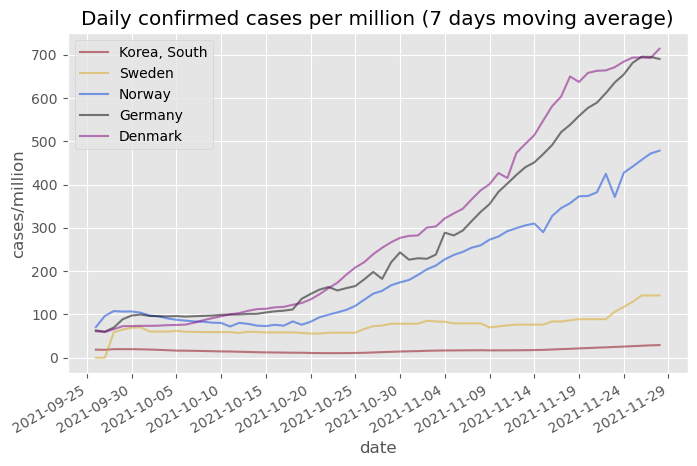 Daily confirmed cases per million (7 days moving average)
700
600
500
400
300
200
100
0
cases/million
Korea, South
Sweden
Norway
Germany
Denmark
2021-09-25
2021-09-30
2021-10-05
2021-10-10
2021-10-15
2021-10-20
2021-10-25
2021-10-30
2021-11-04
2021-11-09
2021-11-14
2021-11-19
2021-11-24
2021-11-29
date